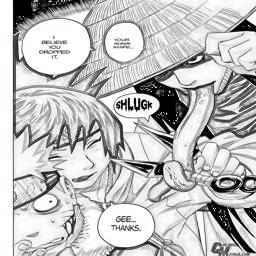 I
BELIEVE
YOU
DROPPED
IT.
YOUR
KUNAI
KNIFE...
SHLUGK
GEE...
THANKS.